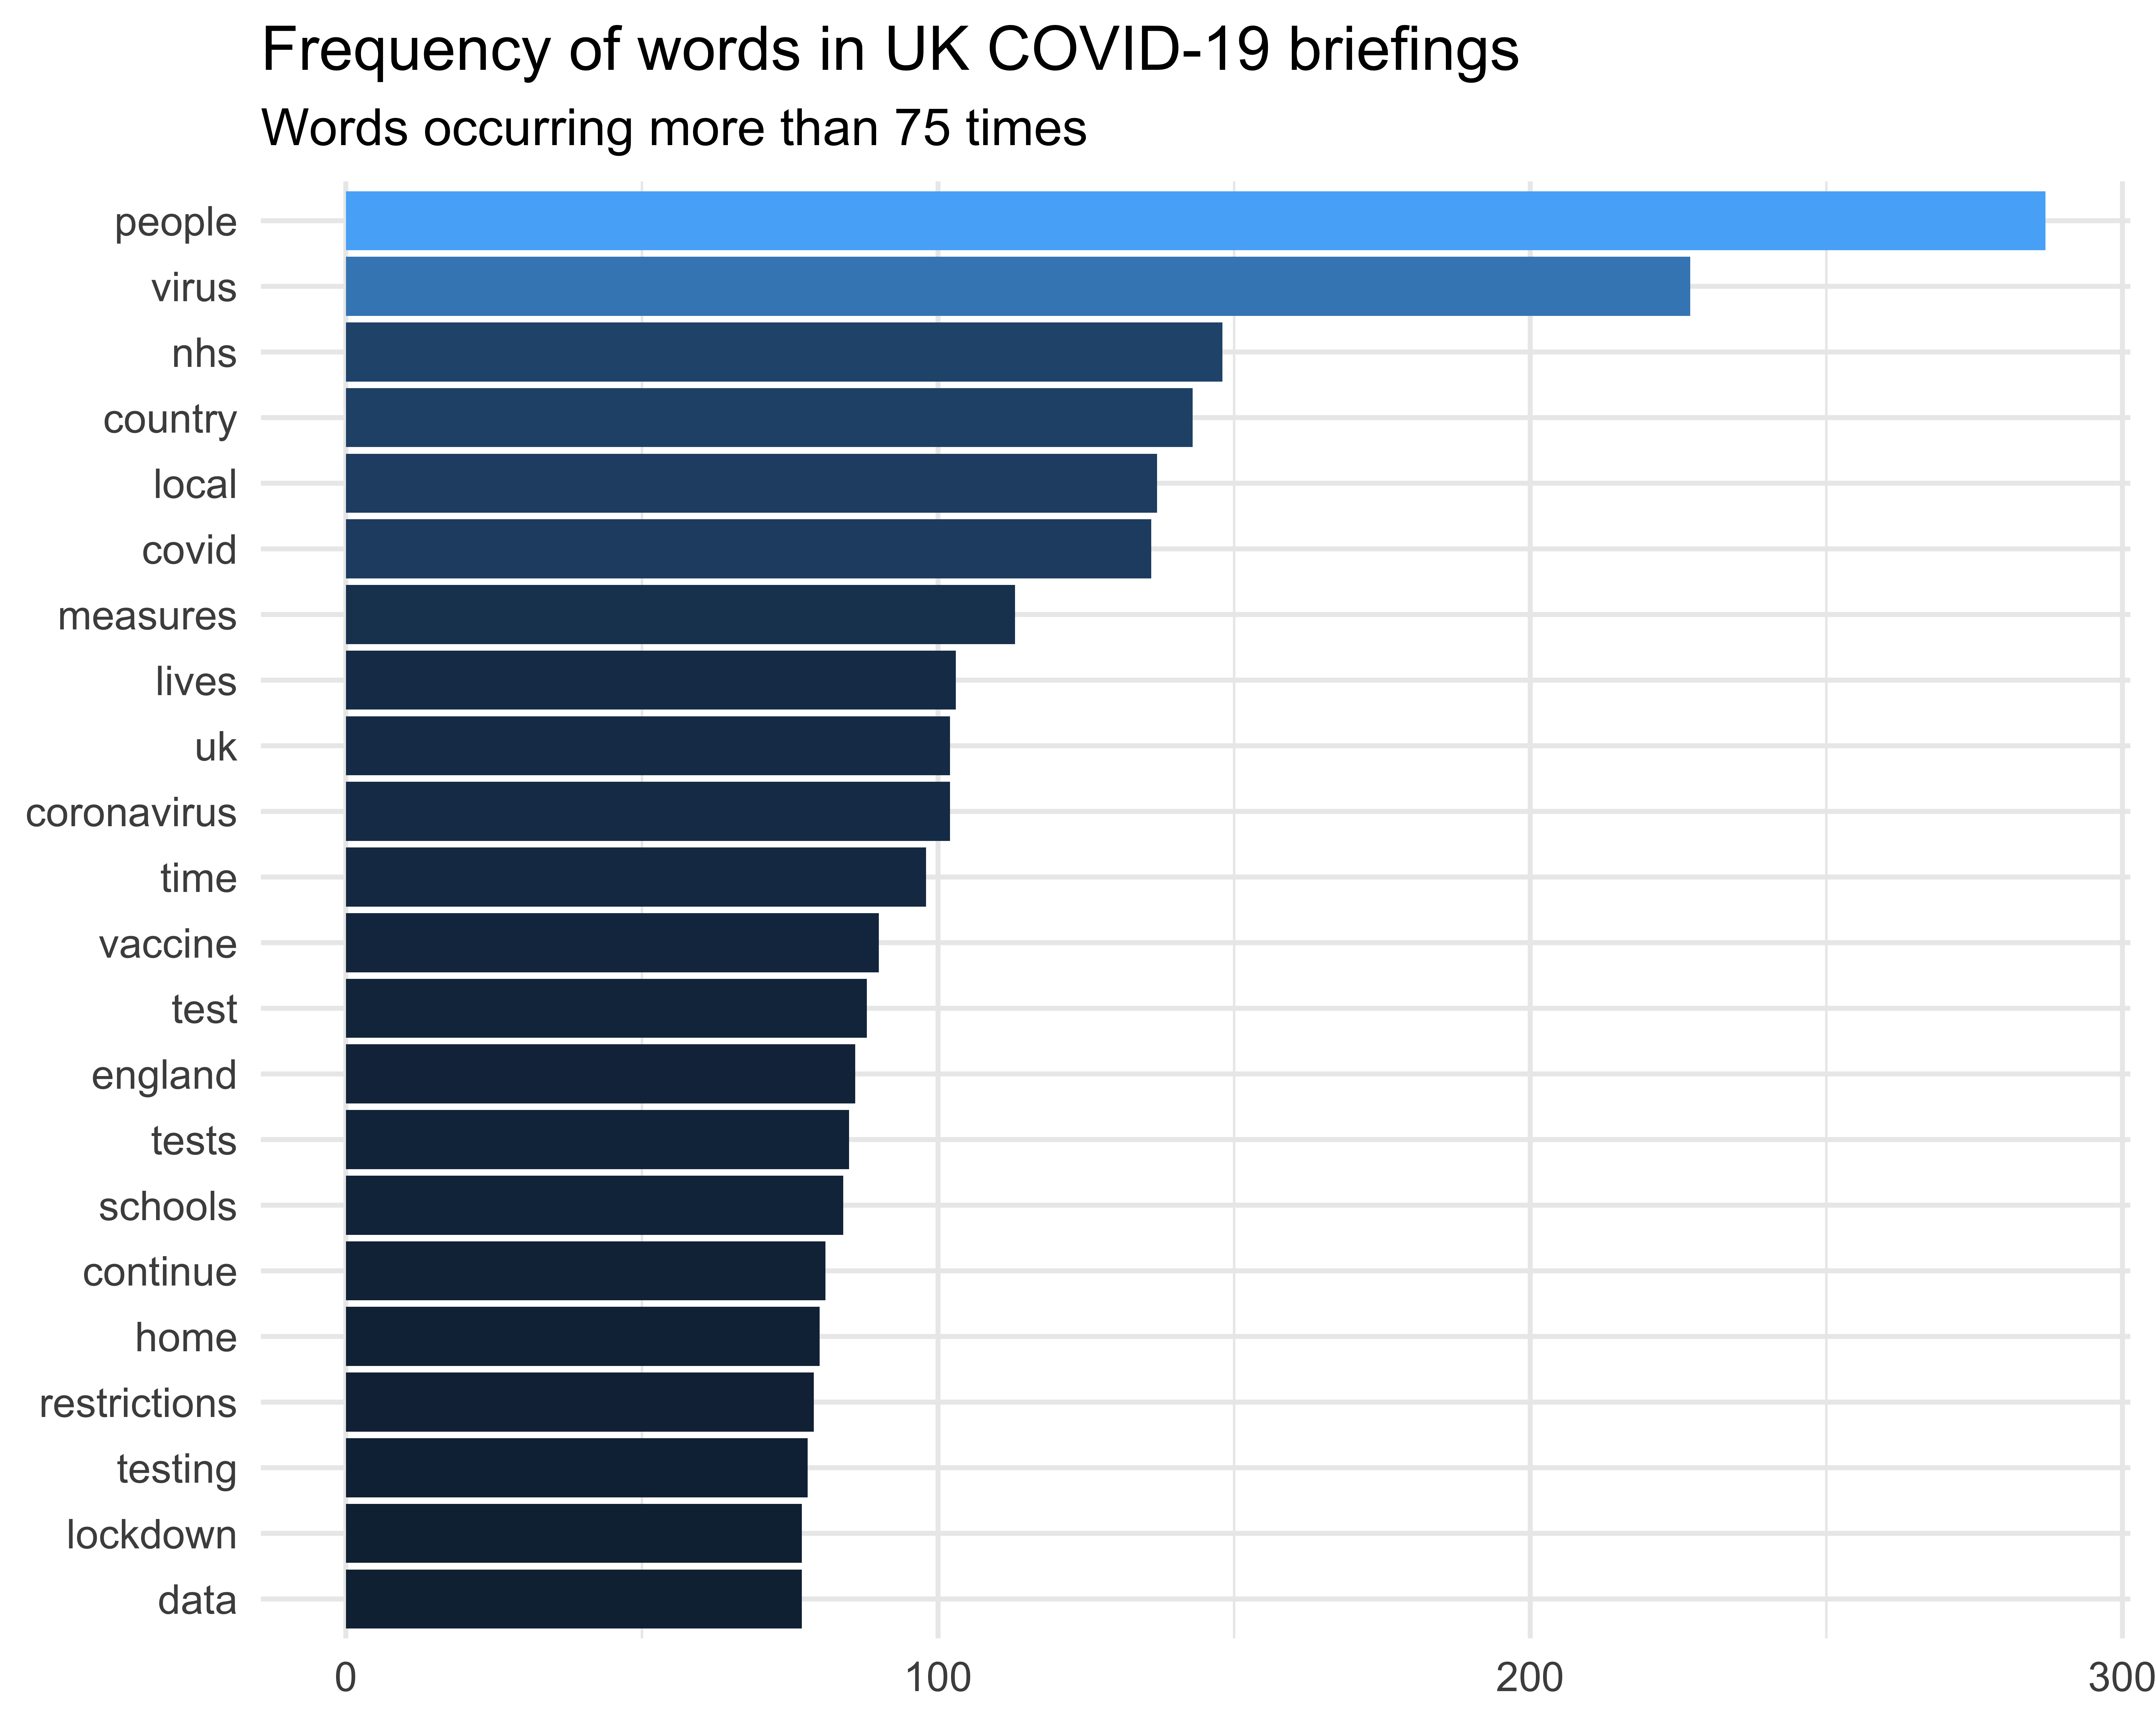 Frequency of words in UK COVID-19 briefings
Words occurring more than 75 times
people
virus
nhs
country
local
covid
measures
lives
uk
coronavirus
time
vaccine
test
england
tests
schools
continue
home
restrictions
testing
lockdown
data
0 100 200 300